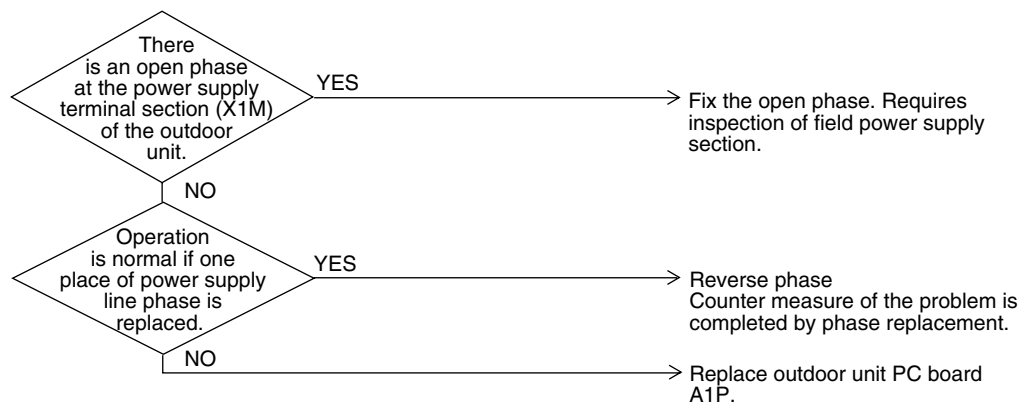 There
is an open phase
at the power supply
terminal section (X1M)
of the outdoor
unit.
YES
Fix the open phase. Requires
inspection of field power supply
section.
NO
Operation
is normal if one
place of power supply
line phase is
replaced.
YES
Reverse phase
Counter measure of the problem is
completed by phase replacement.
NO
Replace outdoor unit PC board
A1P.